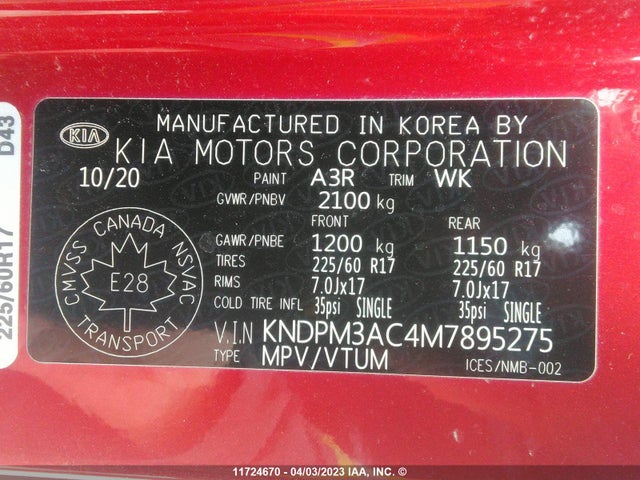 MANUFACTURED IN KOREA BY
KIA KIA MOTORS CORPORATION
10/20 PAINT A3R TRIM WK
GVWR/PNBV 2100 kg
FRONT REAR
GAWR/PNBE 1200 kg 1150 kg
TIRES 225/60 R17 225/60 R17
RIMS 7.0Jx17 7.0Jx17
COLD TIRE INFL 35psi SINGLE 35psi SINGLE
V.I.N KNDPM3AC4M7895275
TYPE MPV/VTUM
ICES/NMB-002
CMVSS CANADA NSVAC
E28
TRANSPORT
225/60R17 D43
11724670 - 04/03/2023 IAA, INC. ©